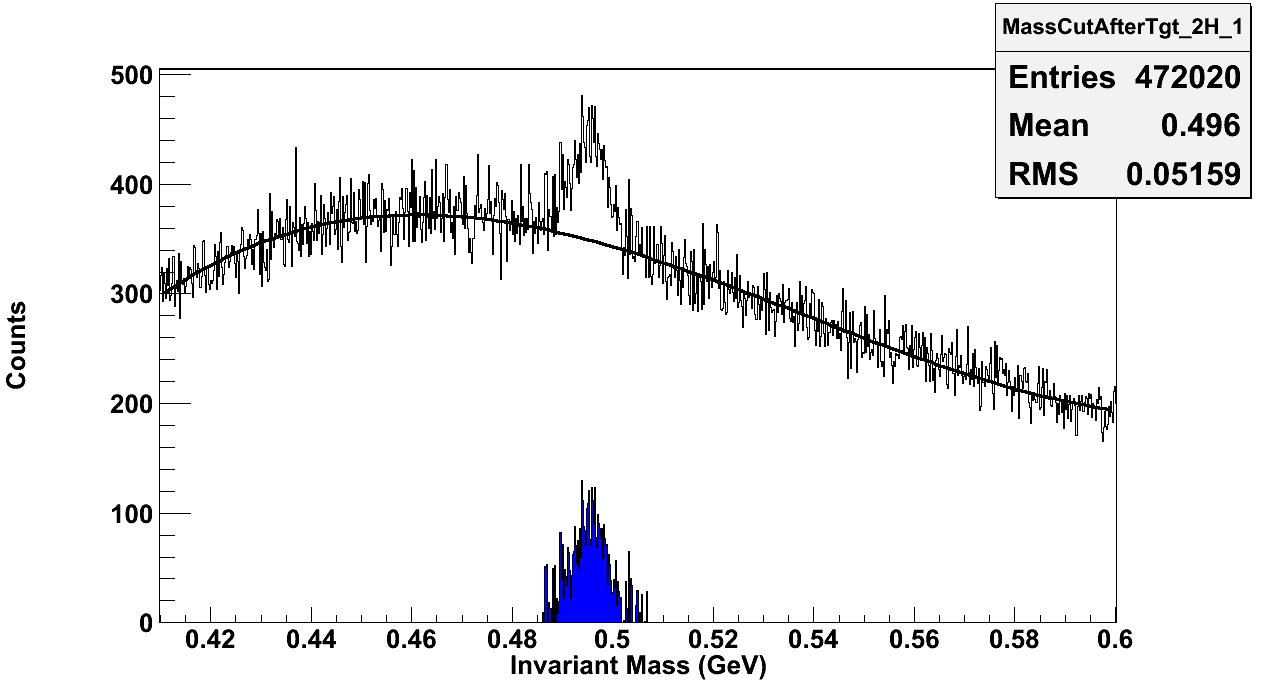 MassCutAfterTgt_2H_1
Entries 472020
Mean 0.496
RMS 0.05159
500
400
300
200
100
0
Counts
0.42 0.44 0.46 0.48 0.5 0.52 0.54 0.56 0.58 0.6
Invariant Mass (GeV)